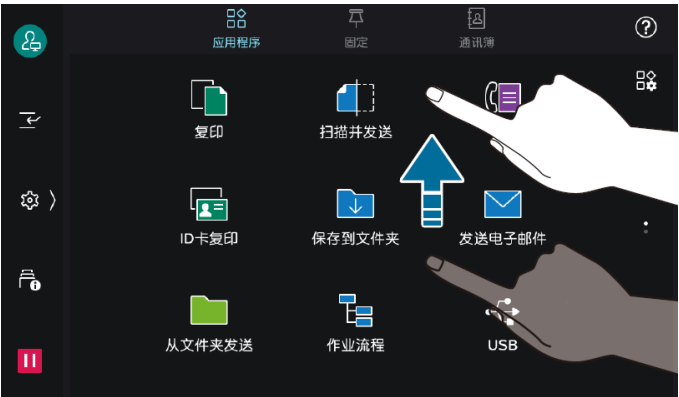 应用程序
固定
通讯簿
复印
扫描并发送
ID卡复印
保存到文件夹
发送电子邮件
从文件夹发送
作业流程
USB